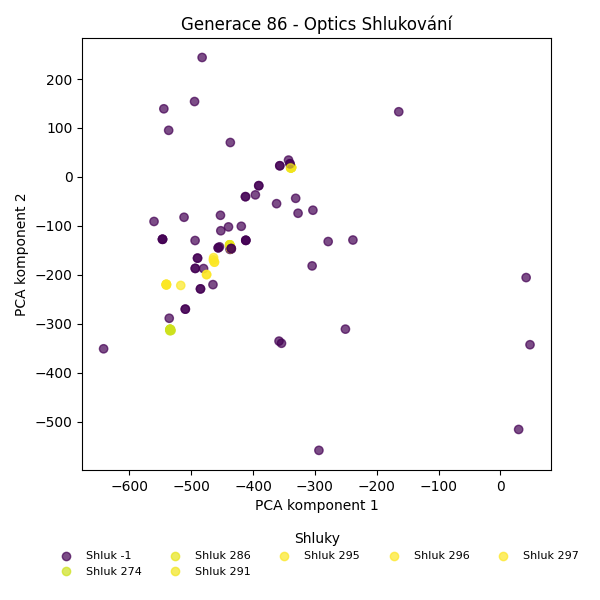 Generace 86 - Optics Shlukování
PCA komponent 2
200
100
0
−100
−200
−300
−400
−500
−600 −500 −400 −300 −200 −100 0
PCA komponent 1
Shluky
Shluk -1 Shluk 286 Shluk 295 Shluk 296 Shluk 297
Shluk 274 Shluk 291